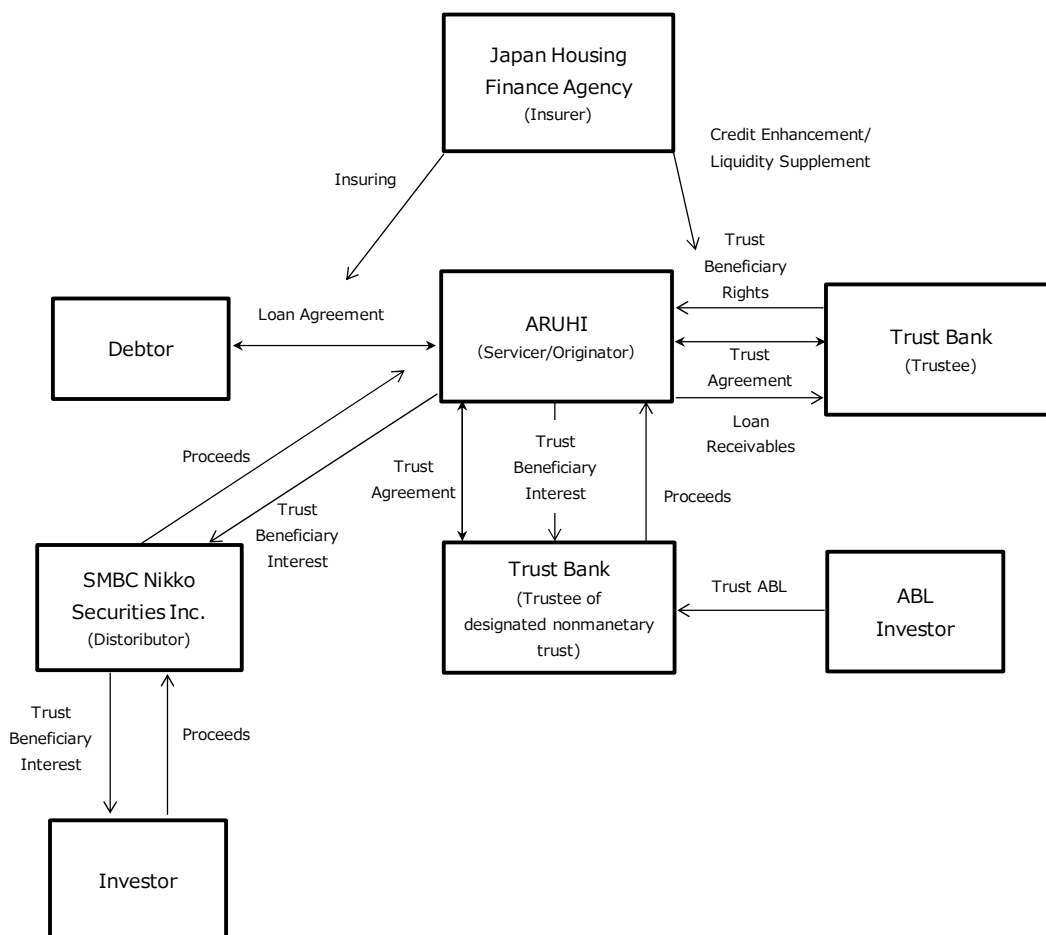 Japan Housing
Finance Agency
(Insurer)
Credit Enhancement/
Liquidity Supplement
Insuring
Trust
Beneficiary
Rights
Loan Agreement
Debtor
ARUHI
(Servicer/Originator)
Trust Bank
(Trustee)
Trust
Agreement
Loan
Receivables
Proceeds
Trust
Beneficiary
Interest
Trust
Agreement
Trust
Beneficiary
Interest
Proceeds
SMBC Nikko
Securities Inc.
(Distoributor)
Trust Bank
(Trustee of
designated nonmanetary
trust)
Trust ABL
ABL
Investor
Trust
Beneficiary
Interest
Proceeds
Investor